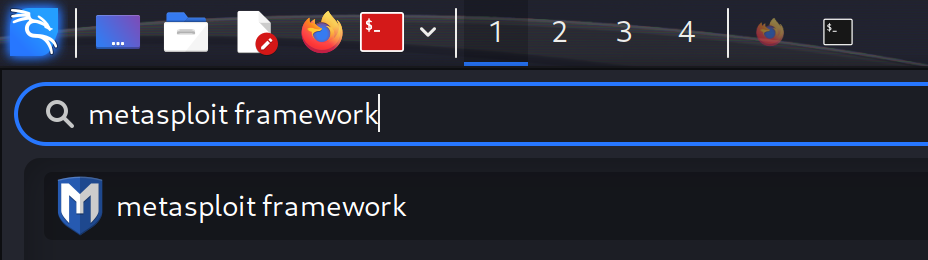 ...
$_
1 2 3 4
$_
metasploit framework
metasploit framework